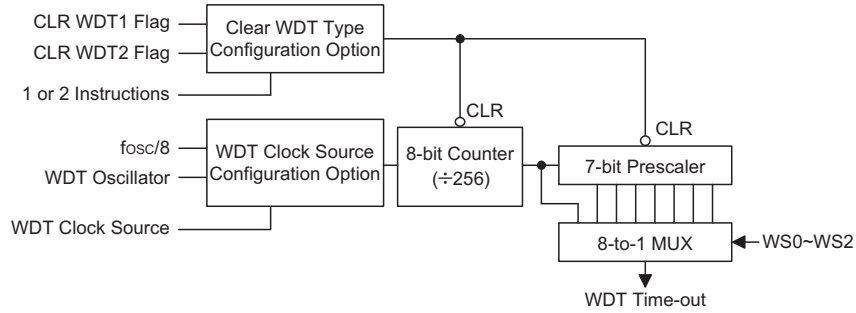 CLR WDT1 Flag
CLR WDT2 Flag
1 or 2 Instructions
Clear WDT Type
Configuration Option
CLR
CLR
fosc/8
WDT Oscillator
WDT Clock Source
WDT Clock Source
Configuration Option
8-bit Counter
(÷256)
7-bit Prescaler
8-to-1 MUX
WS0~WS2
WDT Time-out